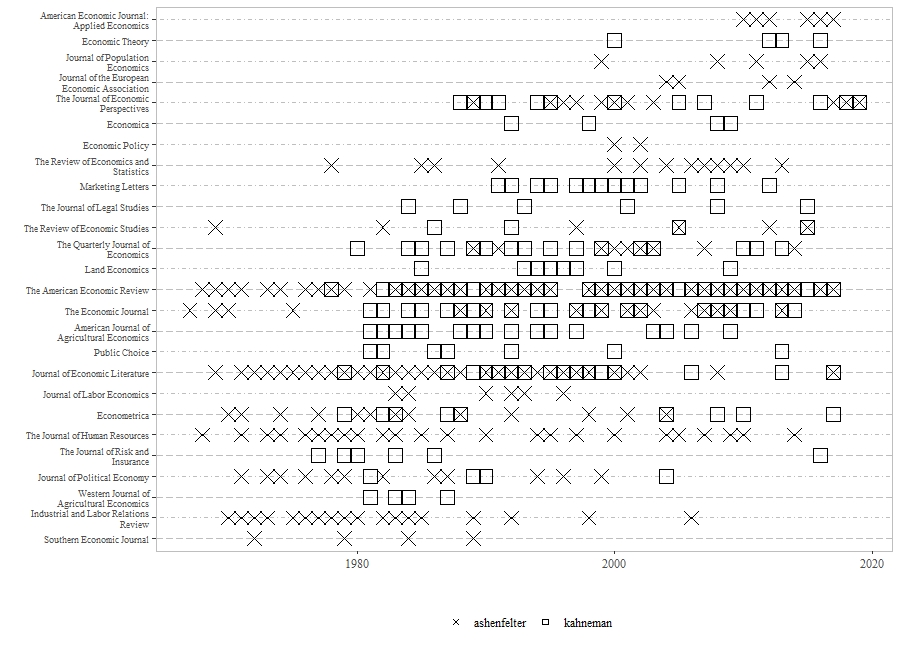 American Economic Journal:
Applied Economics
Economic Theory
Journal of Population
Economics
Journal of the European
Economic Association
The Journal of Economic
Perspectives
Economica
Economic Policy
The Review of Economics and
Statistics
Marketing Letters
The Journal of Legal Studies
The Review of Economic Studies
The Quarterly Journal of
Economics
Land Economics
The American Economic Review
The Economic Journal
American Journal of
Agricultural Economics
Public Choice
Journal of Economic Literature
Journal of Labor Economics
Econometrica
The Journal of Human Resources
The Journal of Risk and
Insurance
Journal of Political Economy
Western Journal of
Agricultural Economics
Industrial and Labor Relations
Review
Southern Economic Journal
1980 2000 2020
ashenfelter kahneman